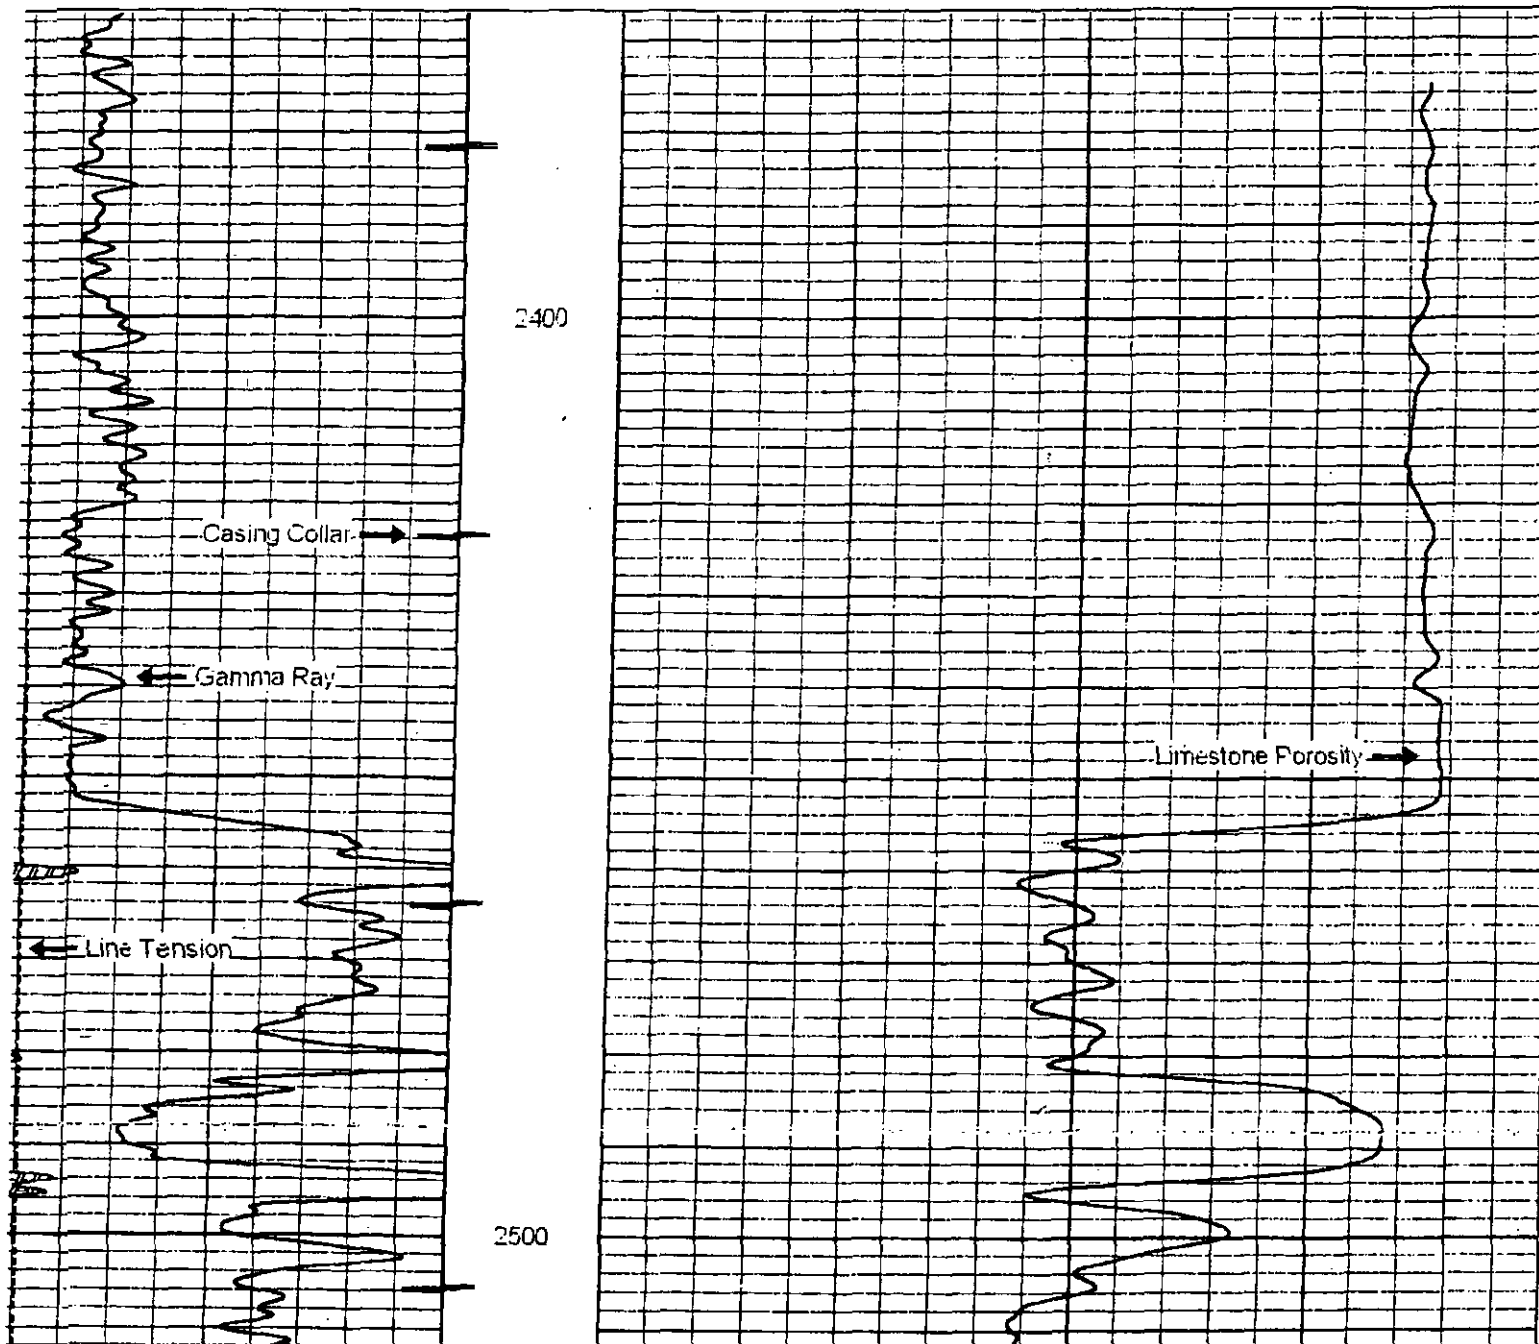 2400
Casing Collar
Gamma Ray
Limestone Porosity
Line Tension
2500